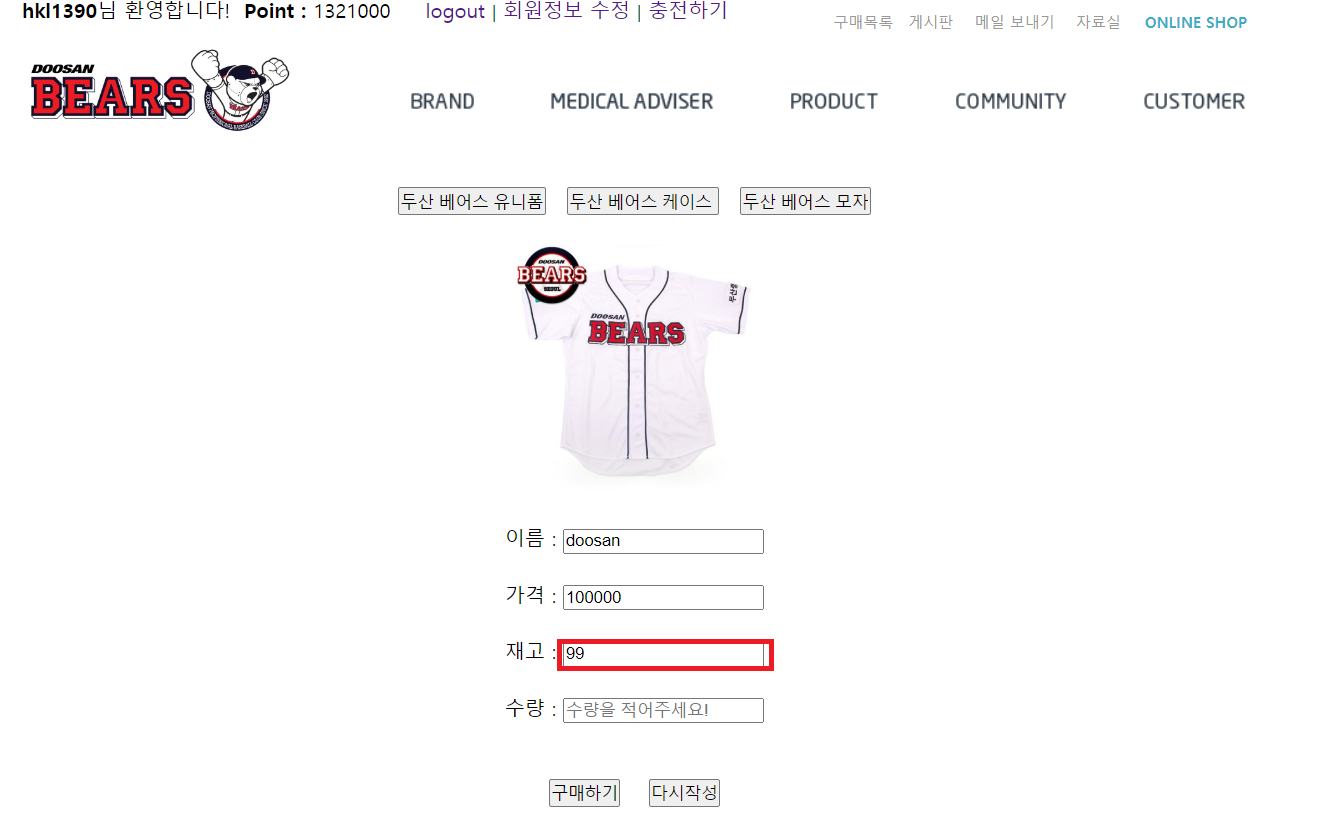 hkl1390님 환영합니다! Point : 1321000 logout | 회원정보 수정 | 충전하기
구매목록 게시판 메일 보내기 자료실 ONLINE SHOP
DOOSAN
BEARS
BRAND MEDICAL ADVISER PRODUCT COMMUNITY CUSTOMER
두산 베어스 유니폼 두산 베어스 케이스 두산 베어스 모자
DOOSAN
BEARS
SEOUL
DOOSAN
BEARS
이름 : doosan
가격 : 100000
재고 : 99
수량 : 수량을 적어주세요!
구매하기 다시작성